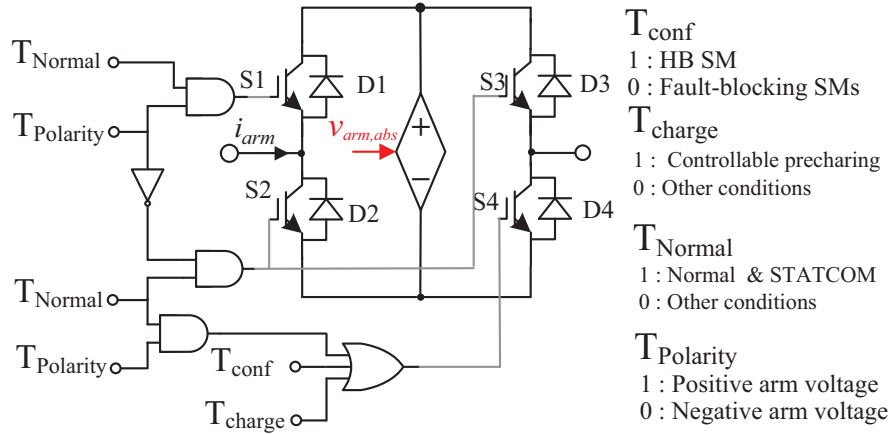 T_Normal
T_Polarity
S1
D1
i_arm
v_arm,abs
+
−
S2
D2
S3
D3
S4
D4
T_Normal
T_Polarity
T_conf
T_charge
T_conf
1 : HB SM
0 : Fault-blocking SMs
T_charge
1 : Controllable precharing
0 : Other conditions
T_Normal
1 : Normal & STATCOM
0 : Other conditions
T_Polarity
1 : Positive arm voltage
0 : Negative arm voltage